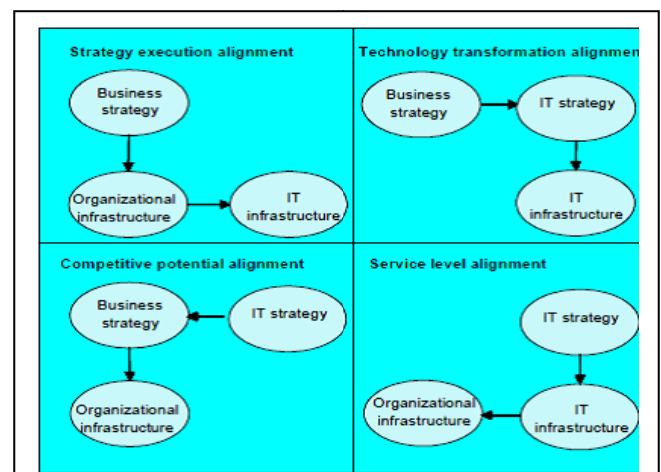 Strategy execution alignment
Business
strategy
Organizational
infrastructure
IT
infrastructure
Technology transformation alignmen
Business
strategy
IT strategy
IT
infrastructure
Competitive potential alignment
Business
strategy
IT strategy
Organizational
infrastructure
Service level alignment
IT strategy
Organizational
infrastructure
IT
infrastructure